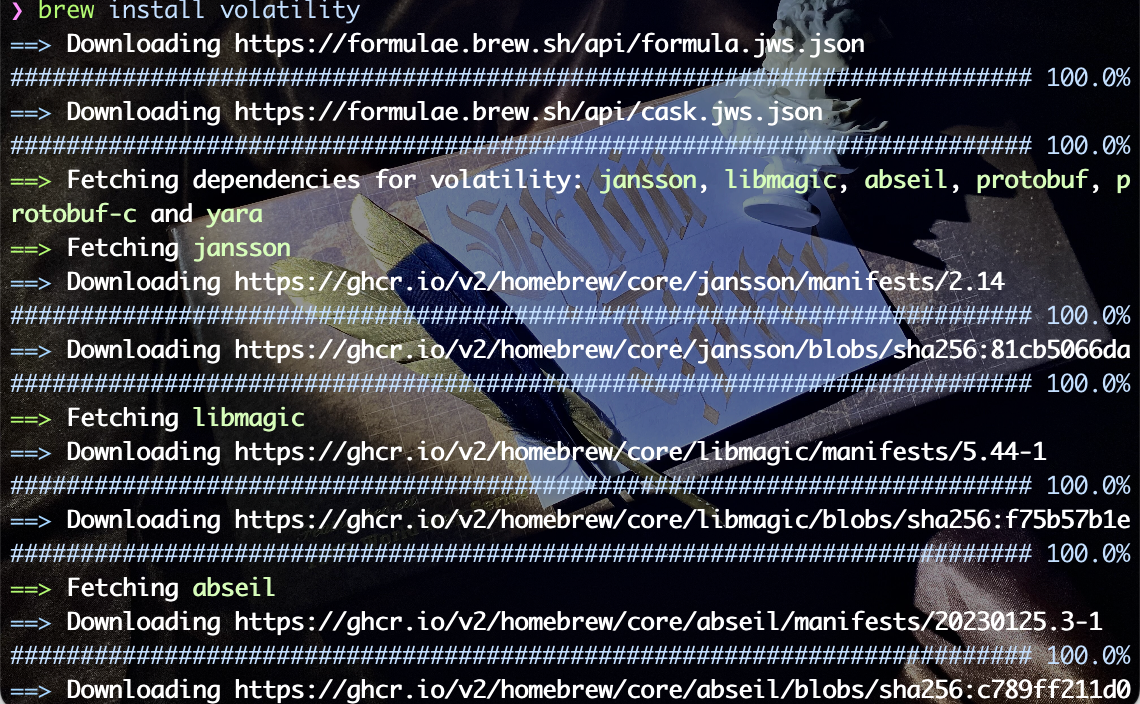 ❯ brew install volatility
==> Downloading https://formulae.brew.sh/api/formula.jws.json
######################################################################### 100.0%
==> Downloading https://formulae.brew.sh/api/cask.jws.json
######################################################################### 100.0%
==> Fetching dependencies for volatility: jansson, libmagic, abseil, protobuf, p
rotobuf-c and yara
==> Fetching jansson
==> Downloading https://ghcr.io/v2/homebrew/core/jansson/manifests/2.14
######################################################################### 100.0%
==> Downloading https://ghcr.io/v2/homebrew/core/jansson/blobs/sha256:81cb5066da
######################################################################### 100.0%
==> Fetching libmagic
==> Downloading https://ghcr.io/v2/homebrew/core/libmagic/manifests/5.44-1
######################################################################### 100.0%
==> Downloading https://ghcr.io/v2/homebrew/core/libmagic/blobs/sha256:f75b57b1e
######################################################################### 100.0%
==> Fetching abseil
==> Downloading https://ghcr.io/v2/homebrew/core/abseil/manifests/20230125.3-1
######################################################################### 100.0%
==> Downloading https://ghcr.io/v2/homebrew/core/abseil/blobs/sha256:c789ff211d0